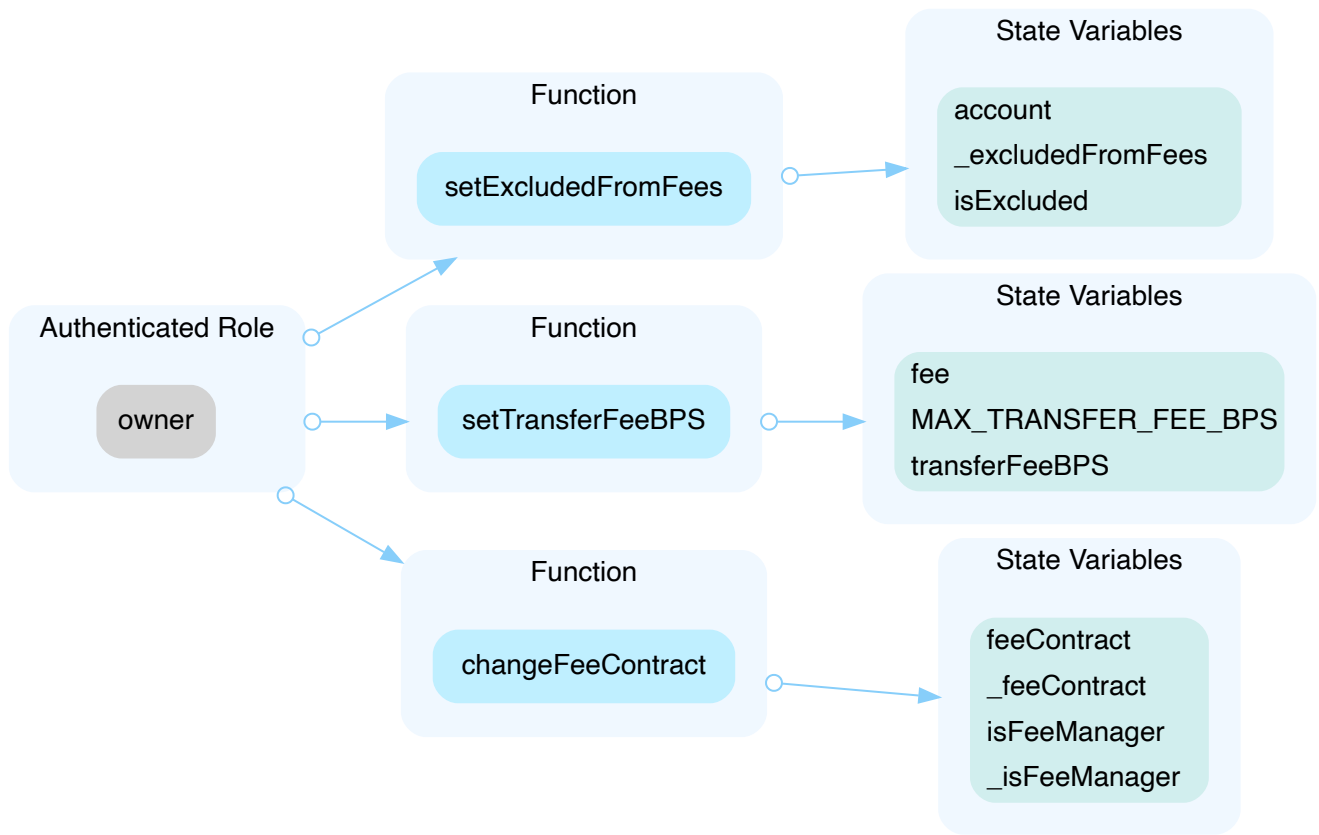 Authenticated Role
owner
Function
setExcludedFromFees
State Variables
account
_excludedFromFees
isExcluded
Function
setTransferFeeBPS
State Variables
fee
MAX_TRANSFER_FEE_BPS
transferFeeBPS
Function
changeFeeContract
State Variables
feeContract
_feeContract
isFeeManager
_isFeeManager